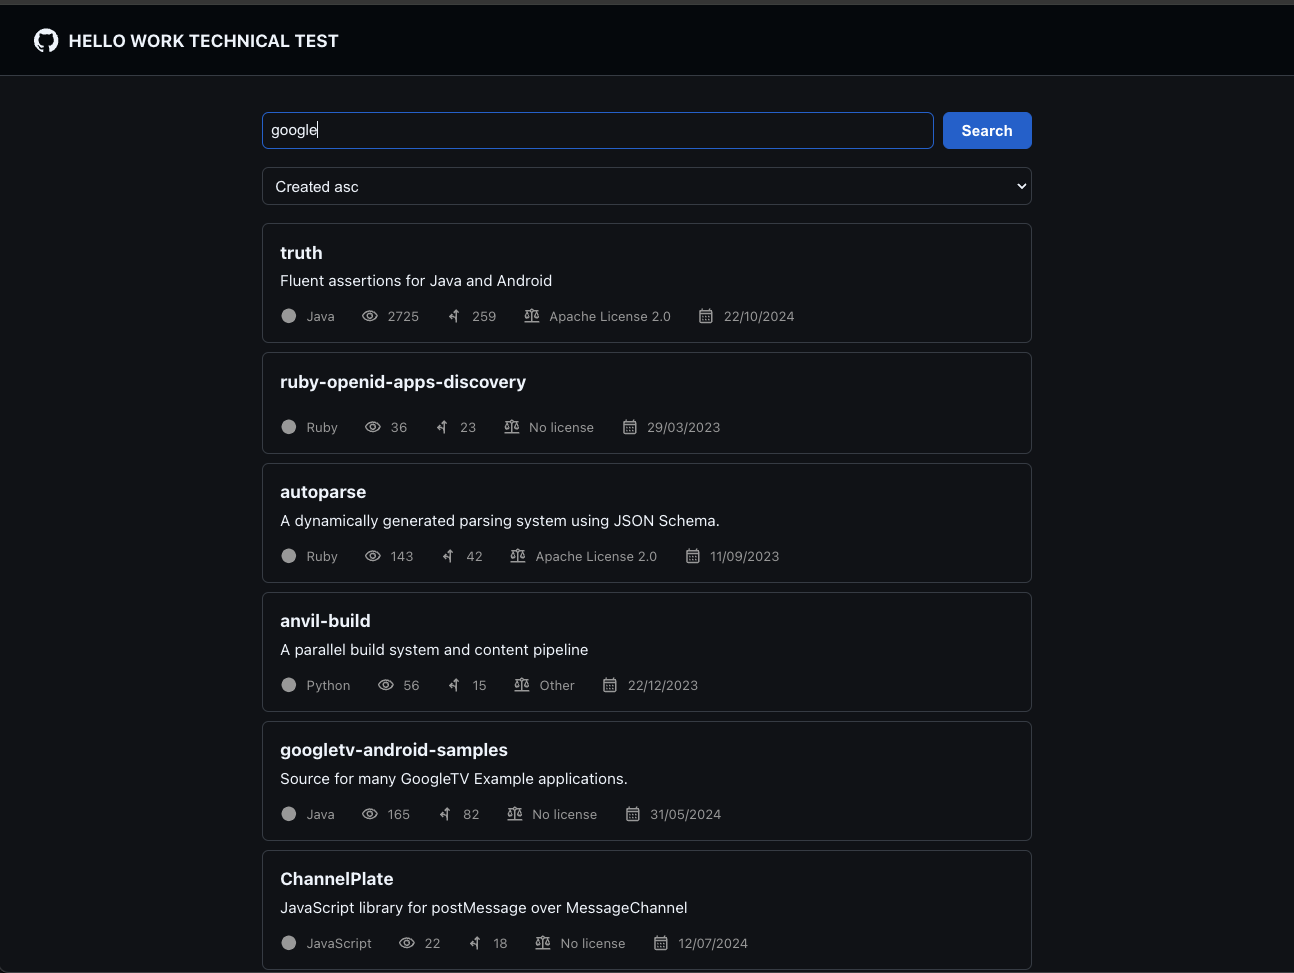 HELLO WORK TECHNICAL TEST
google
Search
Created asc
truth
Fluent assertions for Java and Android
Java 2725 259 Apache License 2.0 22/10/2024
ruby-openid-apps-discovery
Ruby 36 23 No license 29/03/2023
autoparse
A dynamically generated parsing system using JSON Schema.
Ruby 143 42 Apache License 2.0 11/09/2023
anvil-build
A parallel build system and content pipeline
Python 56 15 Other 22/12/2023
googletv-android-samples
Source for many GoogleTV Example applications.
Java 165 82 No license 31/05/2024
ChannelPlate
JavaScript library for postMessage over MessageChannel
JavaScript 22 18 No license 12/07/2024